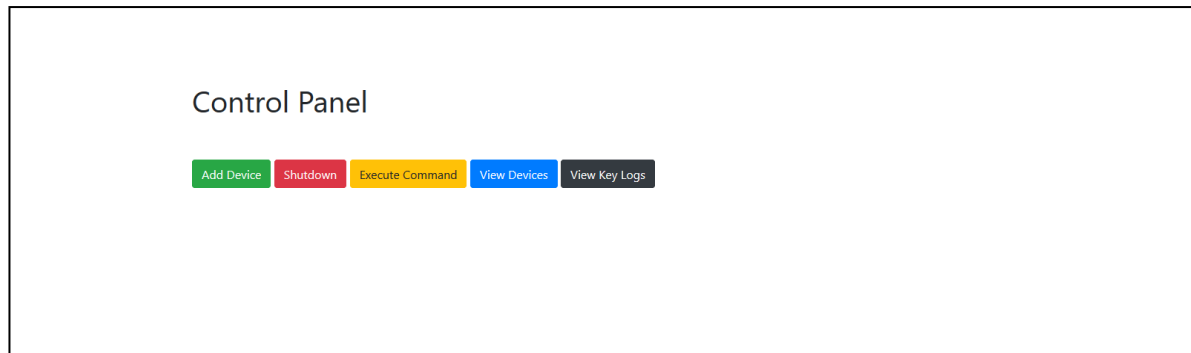 Control Panel
Add Device Shutdown Execute Command View Devices View Key Logs